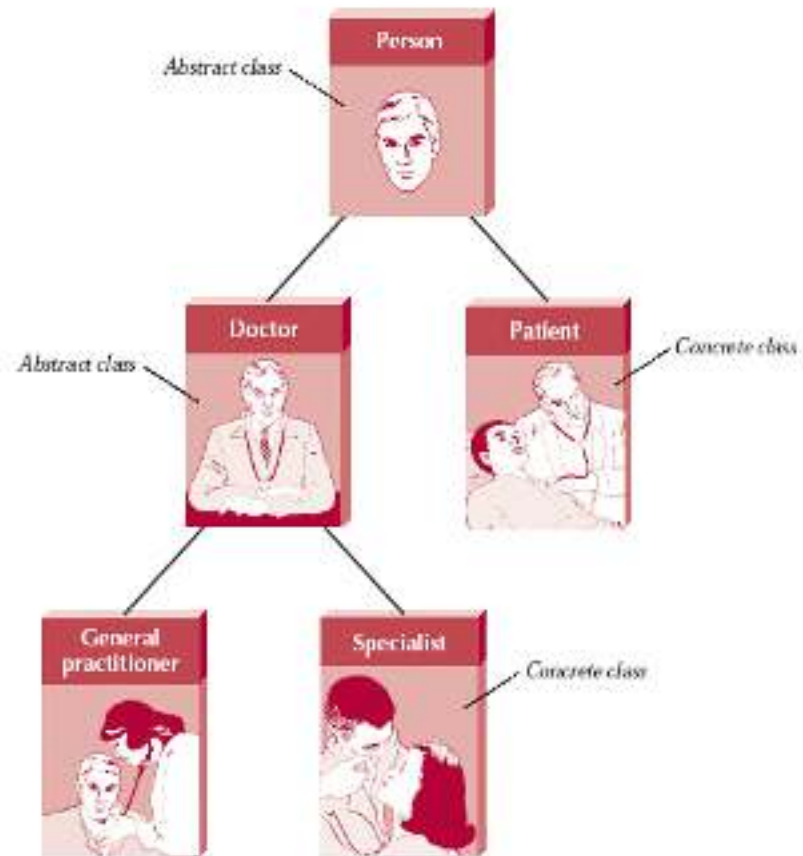 Person
Abstract class
Doctor
Patient
Concrete class
Abstract class
General
practitioner
Specialist
Concrete class